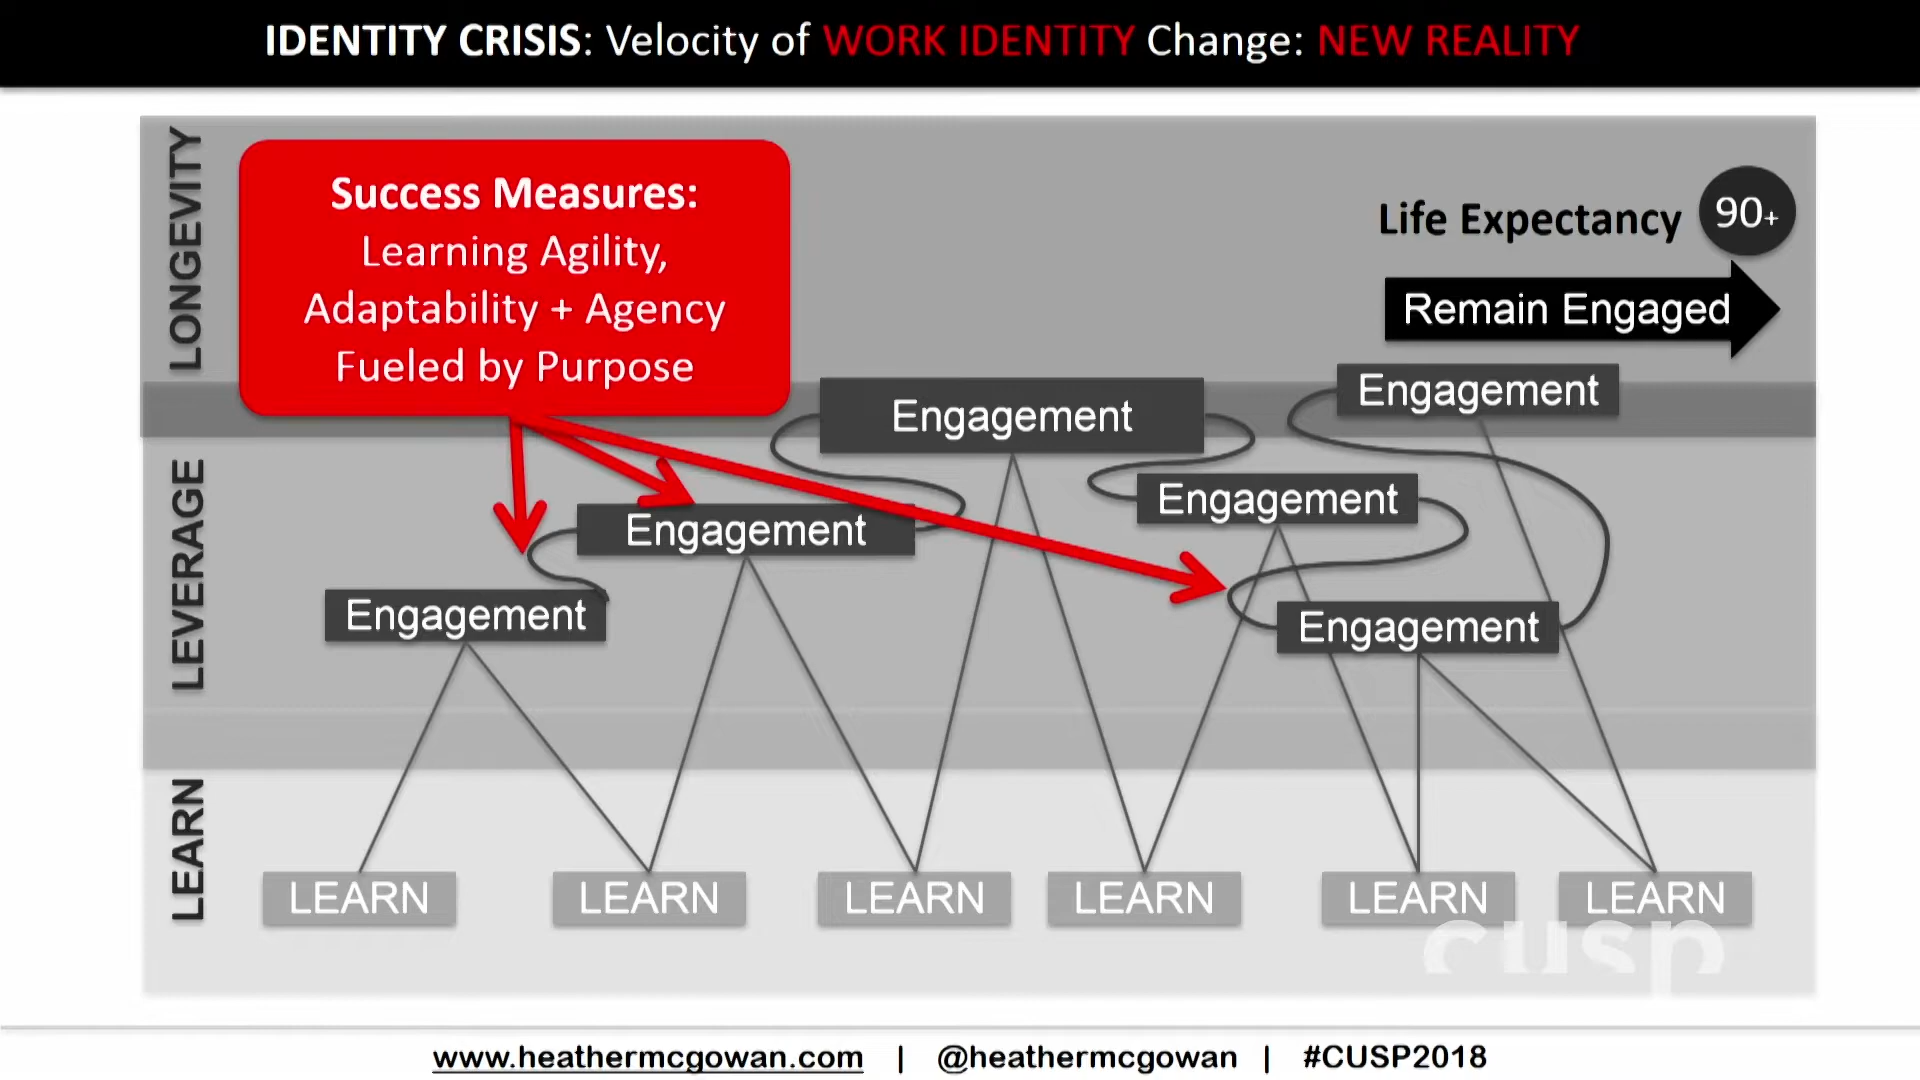 IDENTITY CRISIS: Velocity of WORK IDENTITY Change: NEW REALITY
LONGEVITY
Success Measures:
Learning Agility,
Adaptability + Agency
Fueled by Purpose
Life Expectancy 90+
Remain Engaged
Engagement
Engagement
LEVERAGE
Engagement
Engagement
Engagement
Engagement
LEARN
LEARN LEARN LEARN LEARN LEARN LEARN
cusp
www.heathermcgowan.com | @heathermcgowan | #CUSP2018